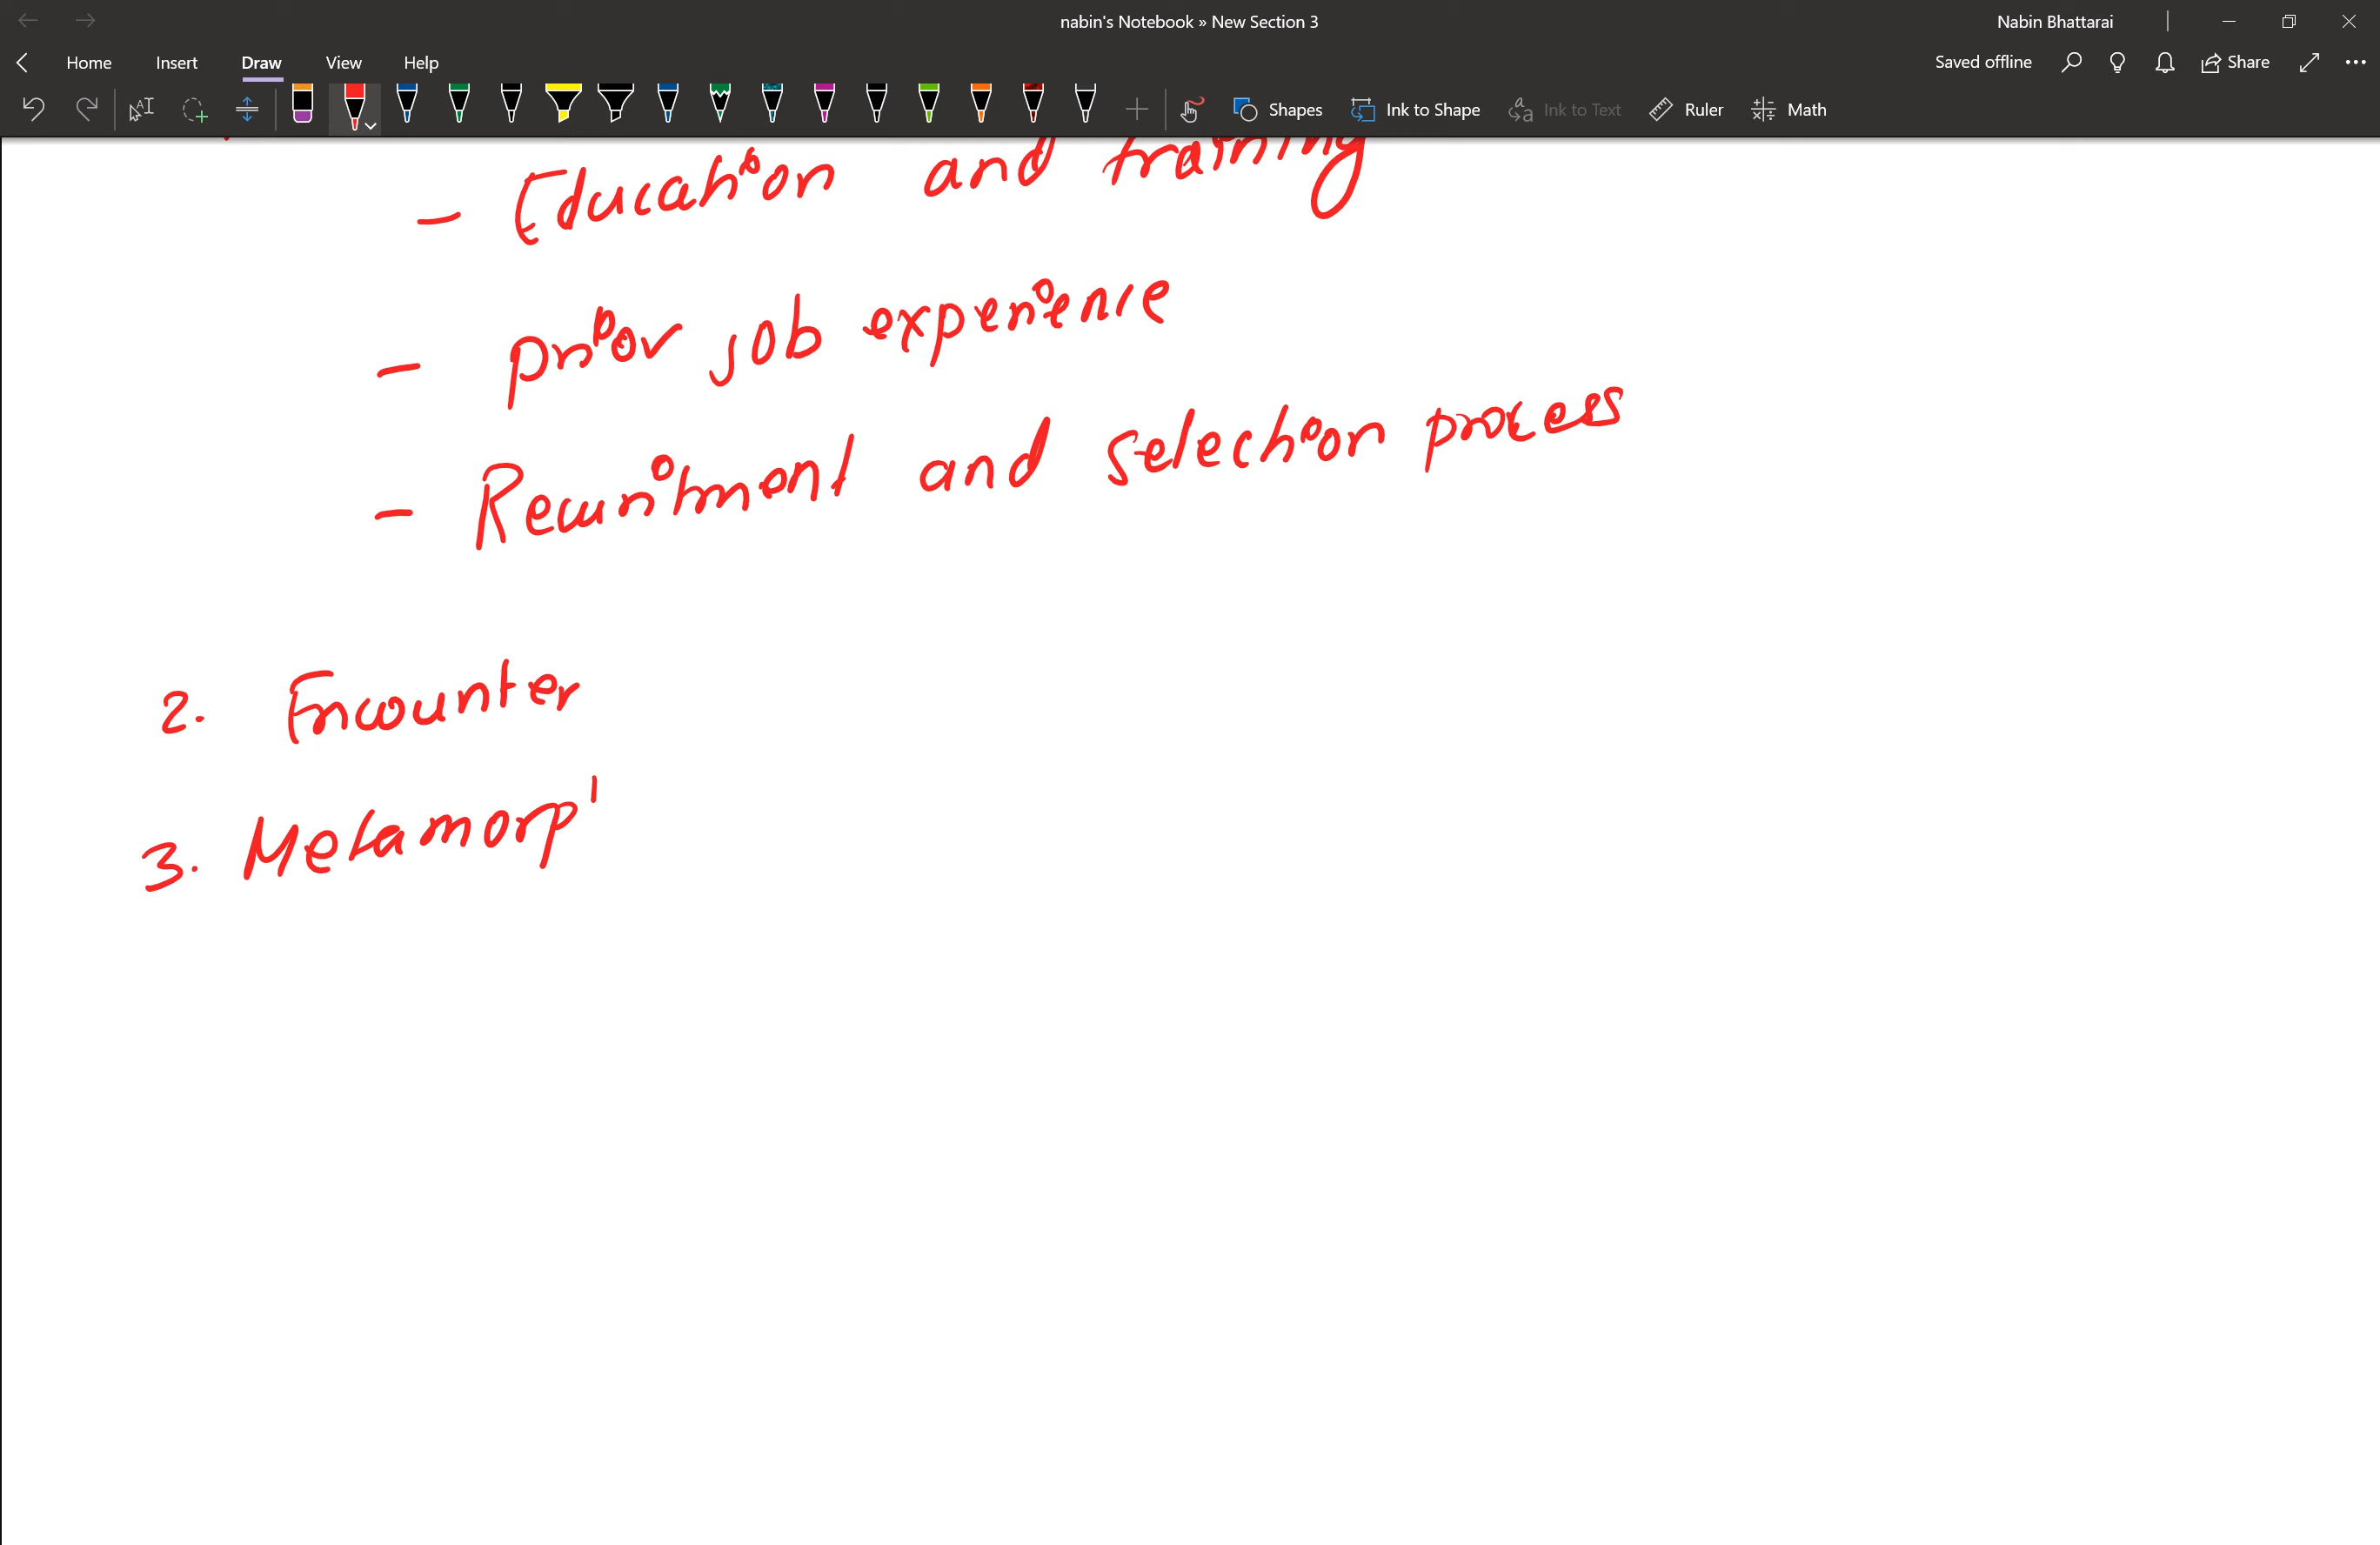 nabin's Notebook » New Section 3
Nabin Bhattarai
Home Insert Draw View Help
Saved offline Share
Shapes Ink to Shape Ink to Text Ruler Math
- Education and training
- prior job experience
- Recruitment and selection process
2. Encounter
3. Metamorp